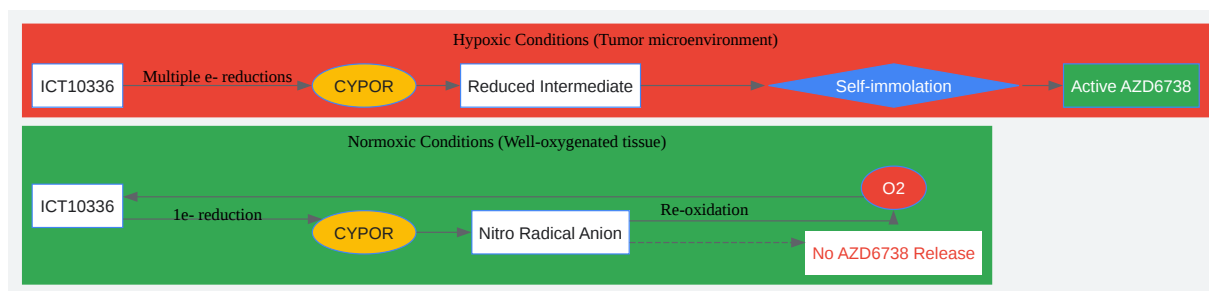 Hypoxic Conditions (Tumor microenvironment)
ICT10336
Multiple e- reductions
CYPOR
Reduced Intermediate
Self-immolation
Active AZD6738
Normoxic Conditions (Well-oxygenated tissue)
ICT10336
1e- reduction
CYPOR
Nitro Radical Anion
Re-oxidation
O2
No AZD6738 Release